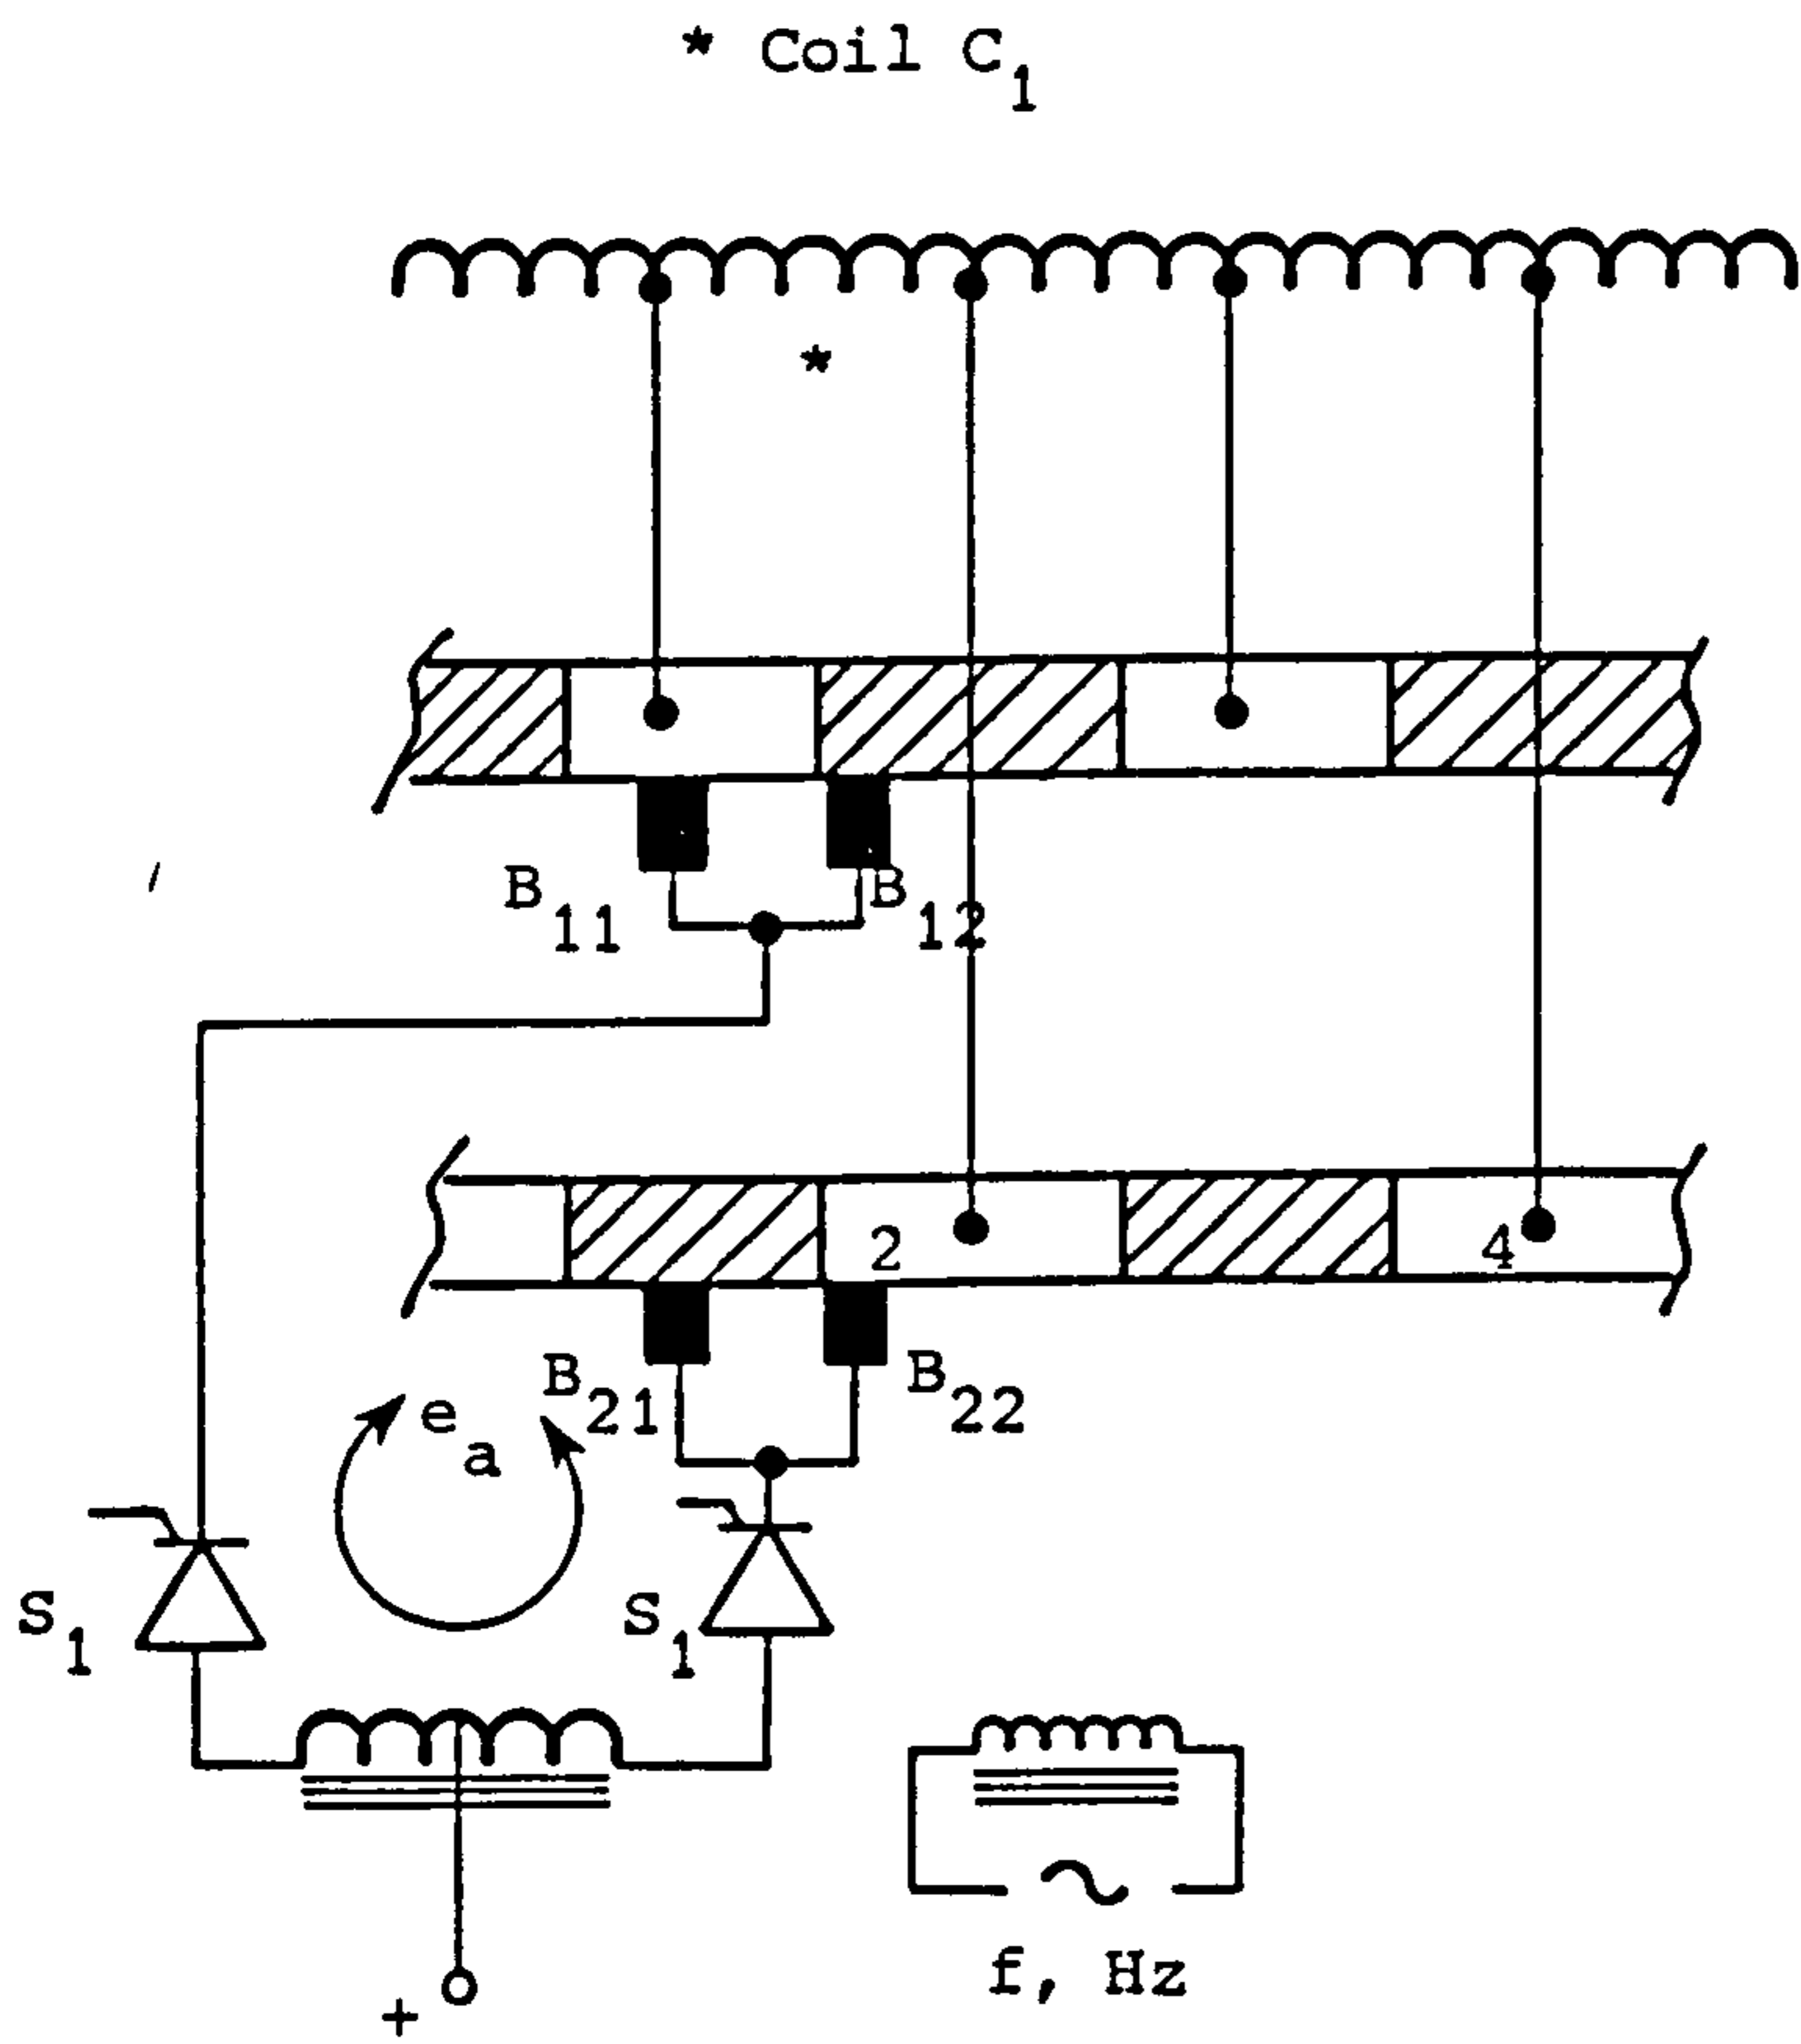 * Coil C1
*
B11
B12
2
4
B21
B22
ea
S1
S1
f, Hz
+